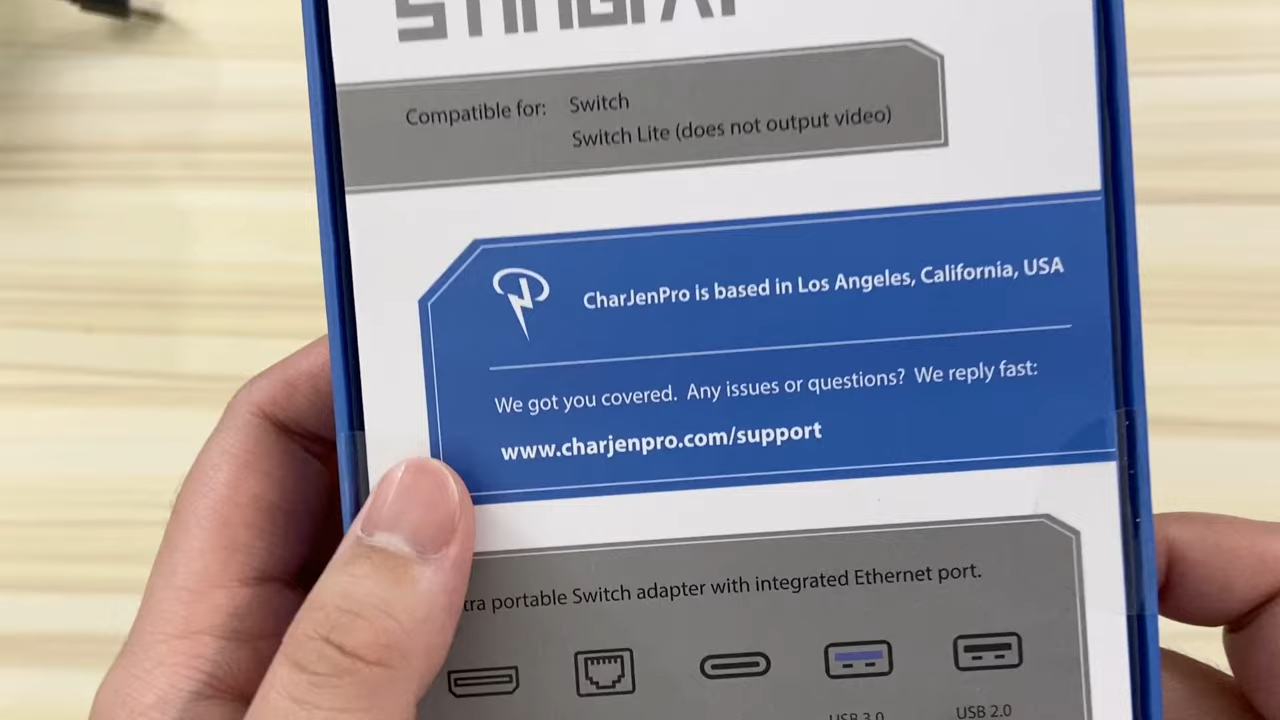 STINGRAY
Compatible for: Switch
Switch Lite (does not output video)
CharJenPro is based in Los Angeles, California, USA
We got you covered. Any issues or questions? We reply fast:
www.charjenpro.com/support
tra portable Switch adapter with integrated Ethernet port.
USB 3.0
USB 2.0